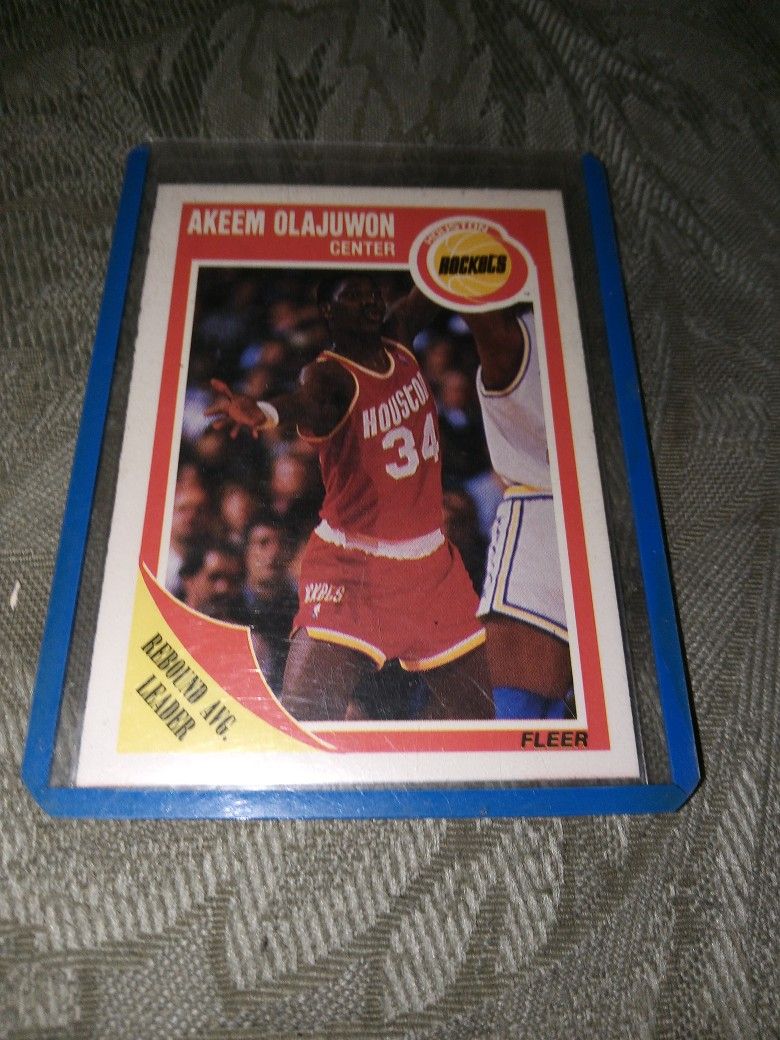 AKEEM OLAJUWON
CENTER
HOUSTON
ROCKETS
HOUSTON
34
REBOUND AVG.
LEADER
FLEER